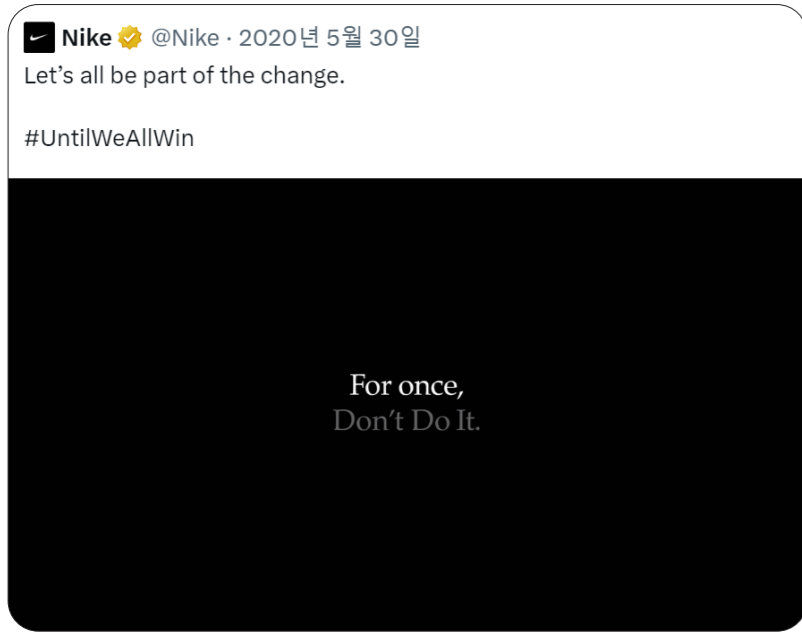 Nike @Nike · 2020년 5월 30일
Let’s all be part of the change.
#UntilWeAllWin
For once,
Don’t Do It.